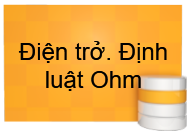 Điện trở. Định
luật Ohm